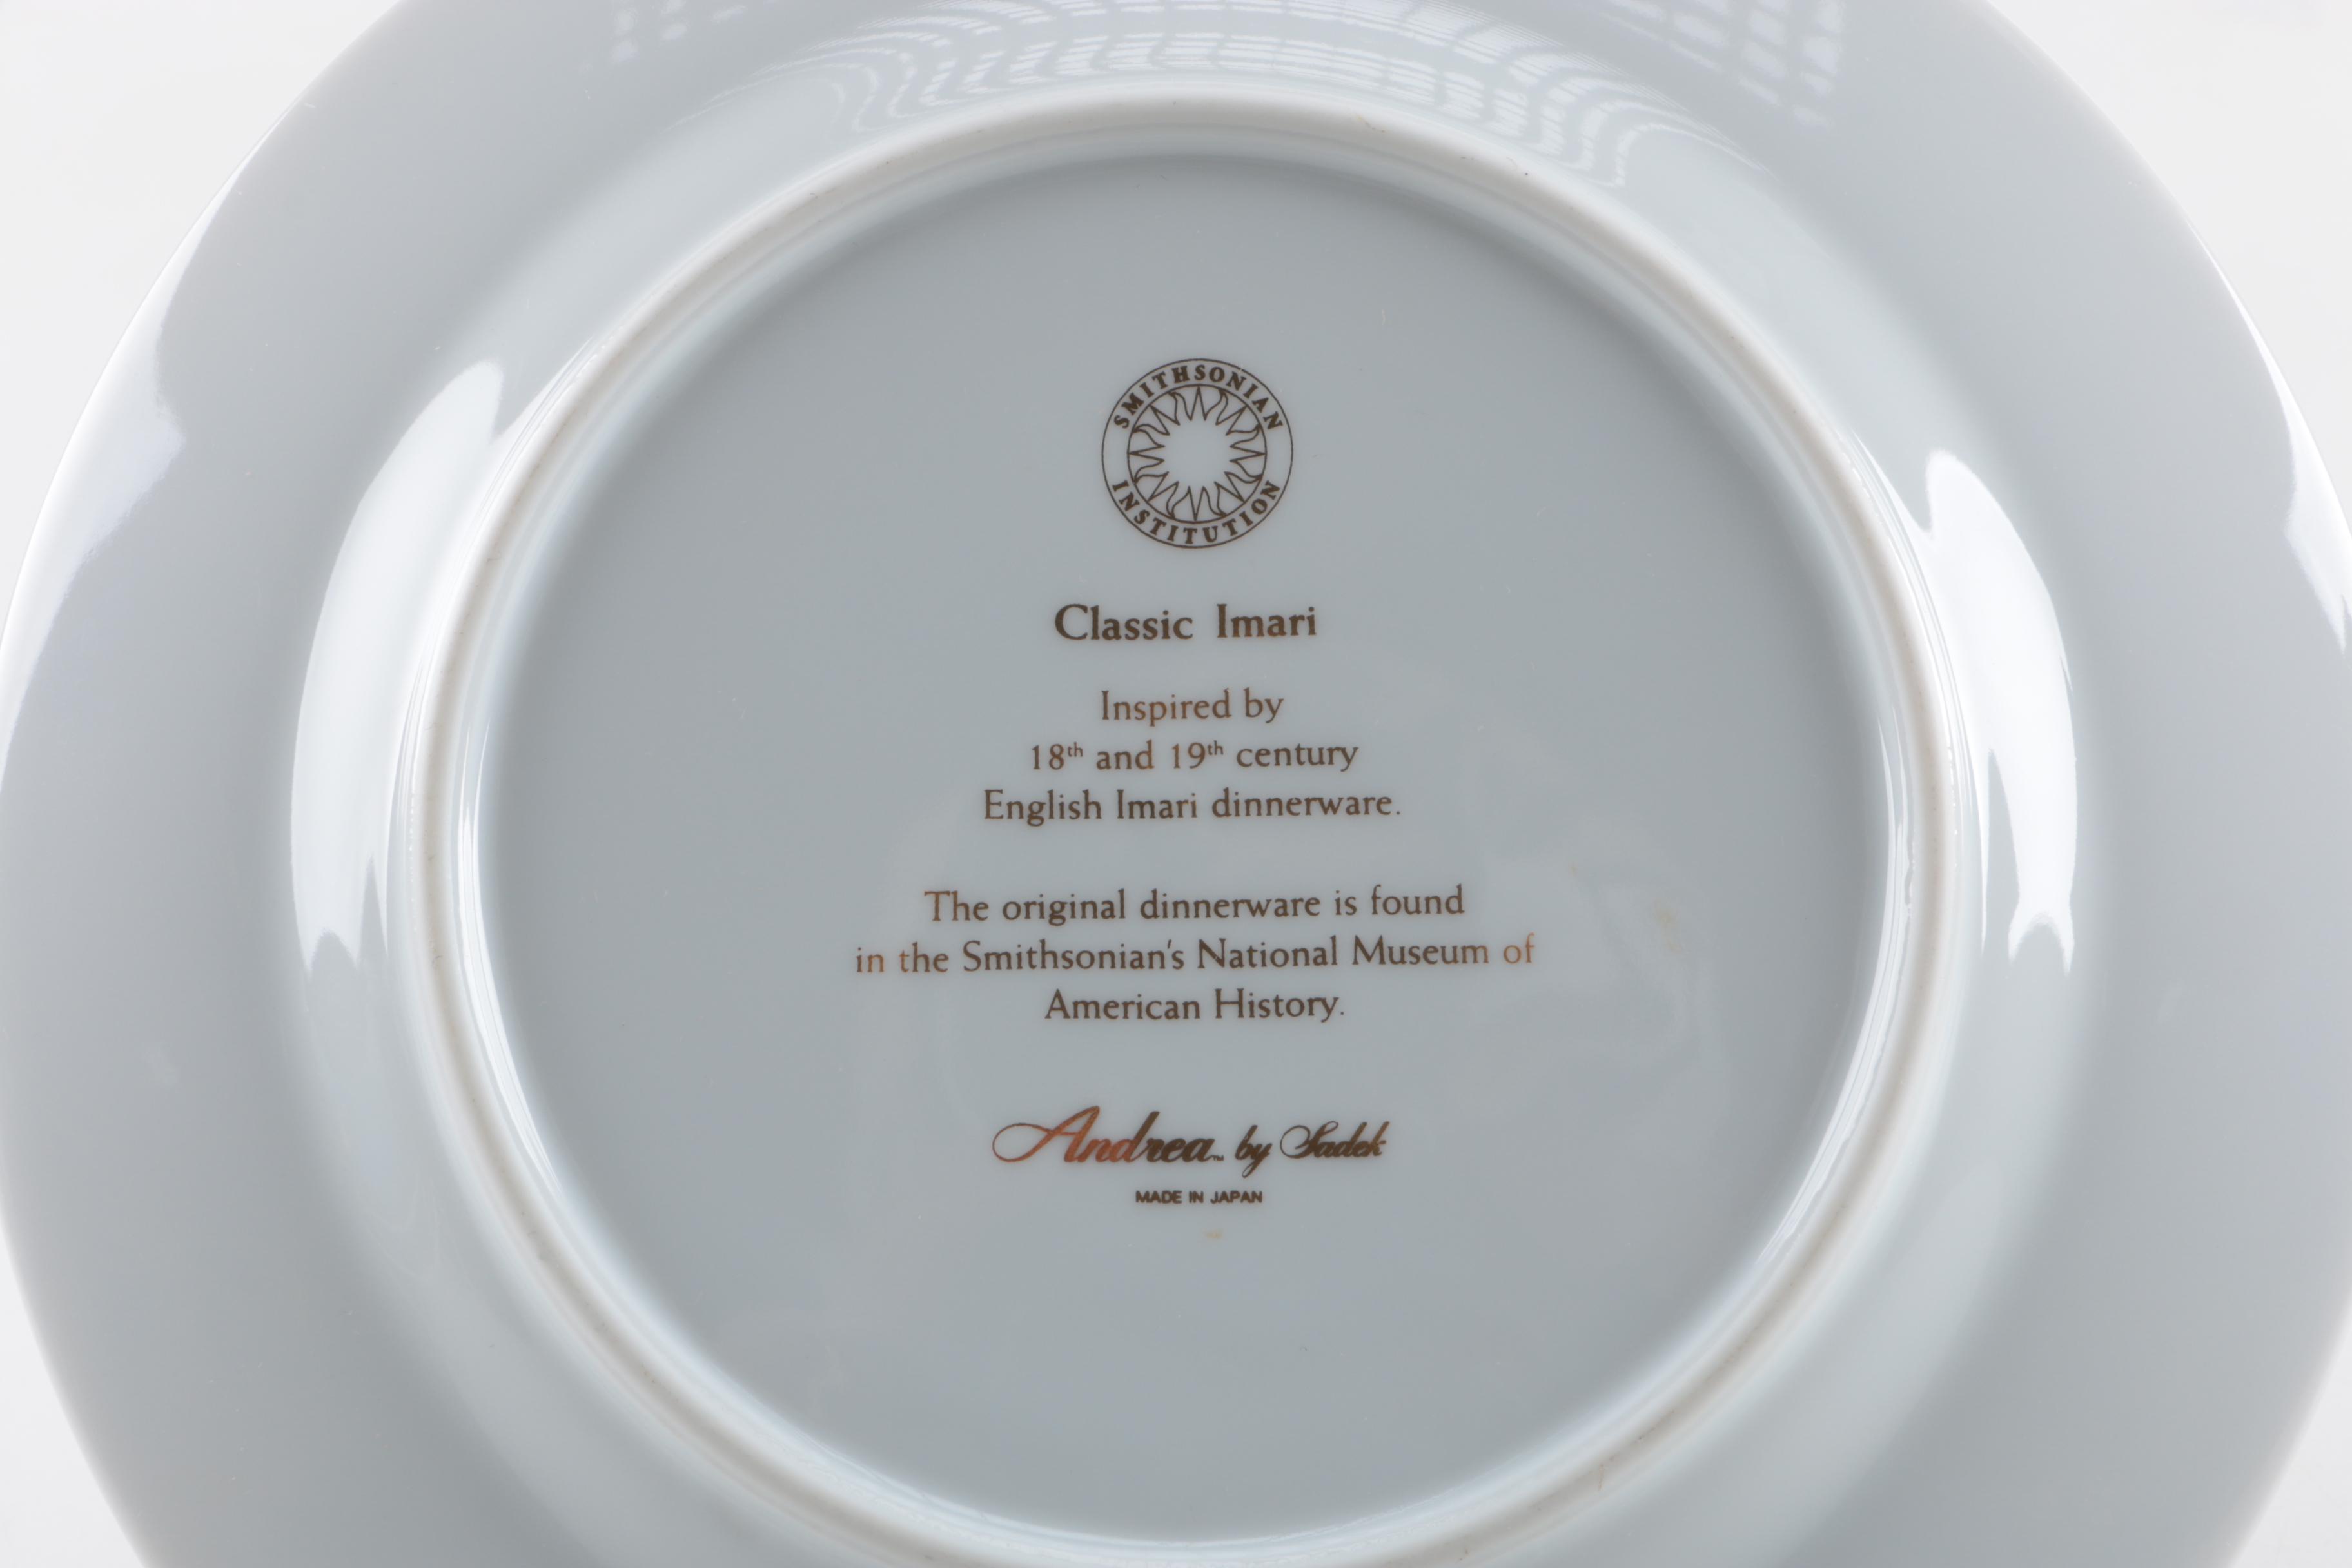 SMITHSONIAN
INSTITUTION
Classic Imari
Inspired by
18th and 19th century
English Imari dinnerware.
The original dinnerware is found
in the Smithsonian's National Museum of
American History.
Andrea™ by Sadek
MADE IN JAPAN